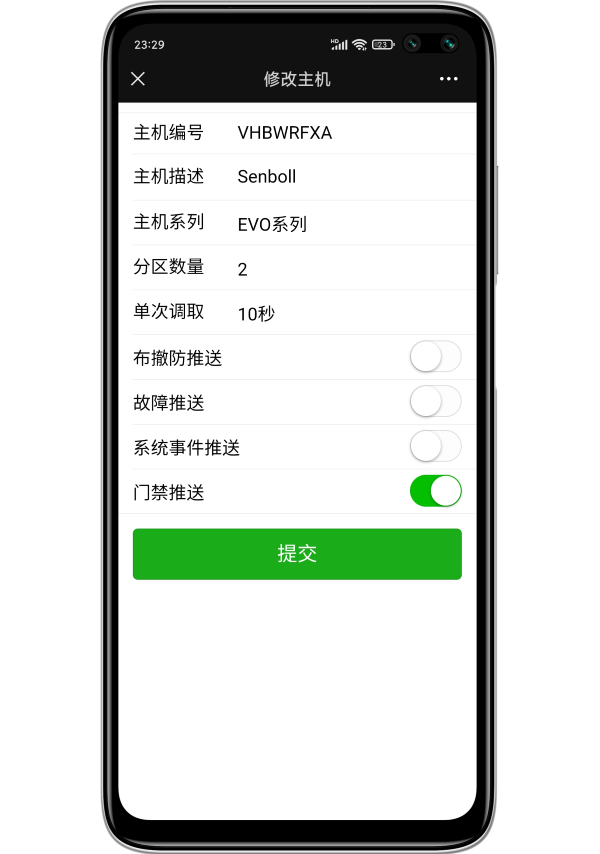 23:29
HD
23
修改主机
主机编号 VHBWRFXA
主机描述 Senboll
主机系列 EVO系列
分区数量 2
单次调取 10秒
布撤防推送
故障推送
系统事件推送
门禁推送
提交